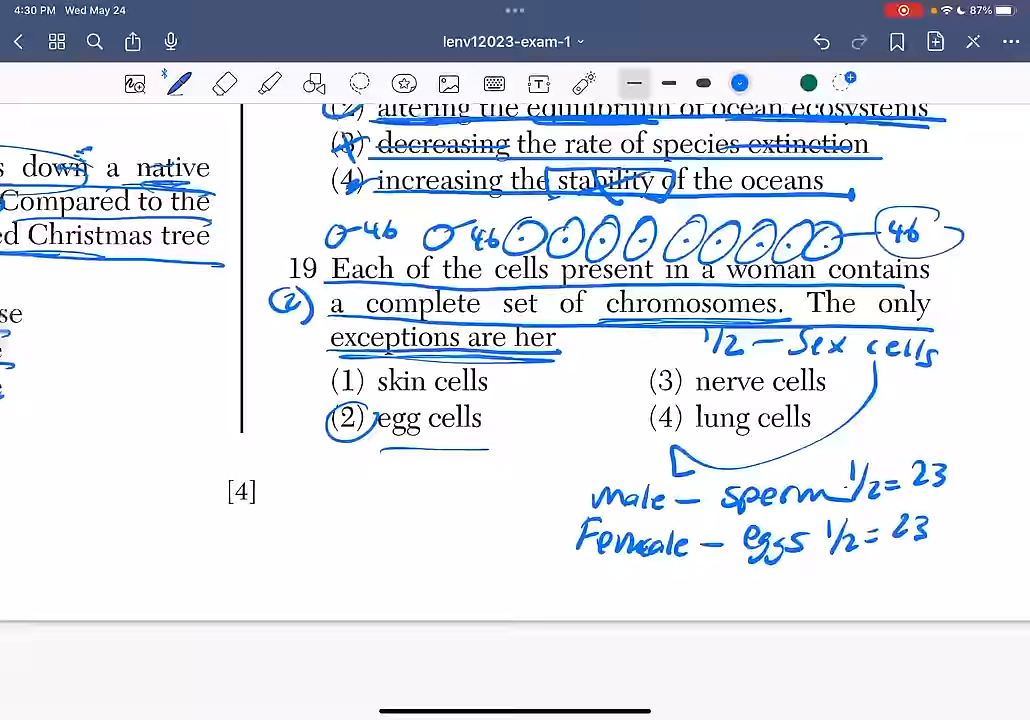 4:30 PM Wed May 24
87%
lenv12023-exam-1
(2) altering the equilibrium of ocean ecosystems
(3) decreasing the rate of species extinction
(4) increasing the stability of the oceans
s down a native
Compared to the
ed Christmas tree
se
46 46 46
19 Each of the cells present in a woman contains
(2) a complete set of chromosomes. The only
exceptions are her
1/2 - Sex cells
(1) skin cells
(3) nerve cells
(2) egg cells
(4) lung cells
[4]
male - sperm 1/2 = 23
Female - eggs 1/2 = 23